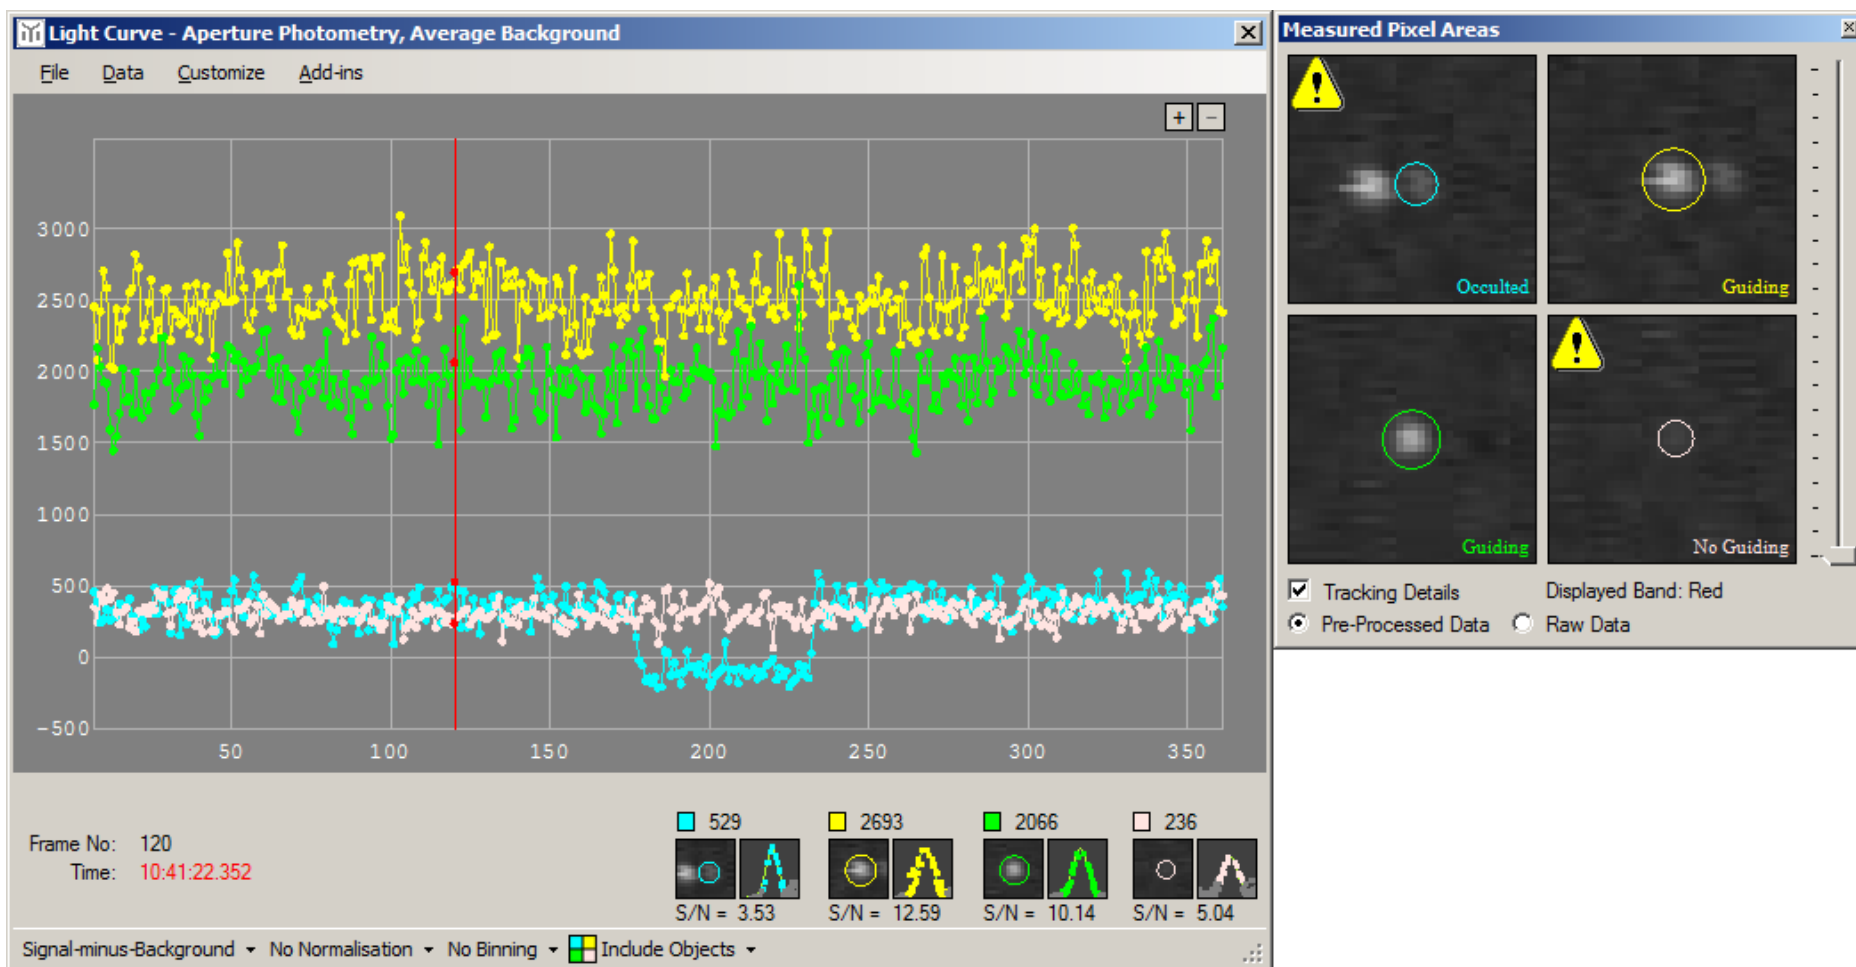 Light Curve - Aperture Photometry, Average Background
File Data Customize Add-ins
+ -
3000
2500
2000
1500
1000
500
0
-500
50 100 150 200 250 300 350
Frame No: 120
Time: 10:41:22.352
529 2693 2066 236
S/N = 3.53 S/N = 12.59 S/N = 10.14 S/N = 5.04
Signal-minus-Background No Normalisation No Binning Include Objects
Measured Pixel Areas
! Occulted
Guiding
Guiding
! No Guiding
Tracking Details Displayed Band: Red
Pre-Processed Data Raw Data